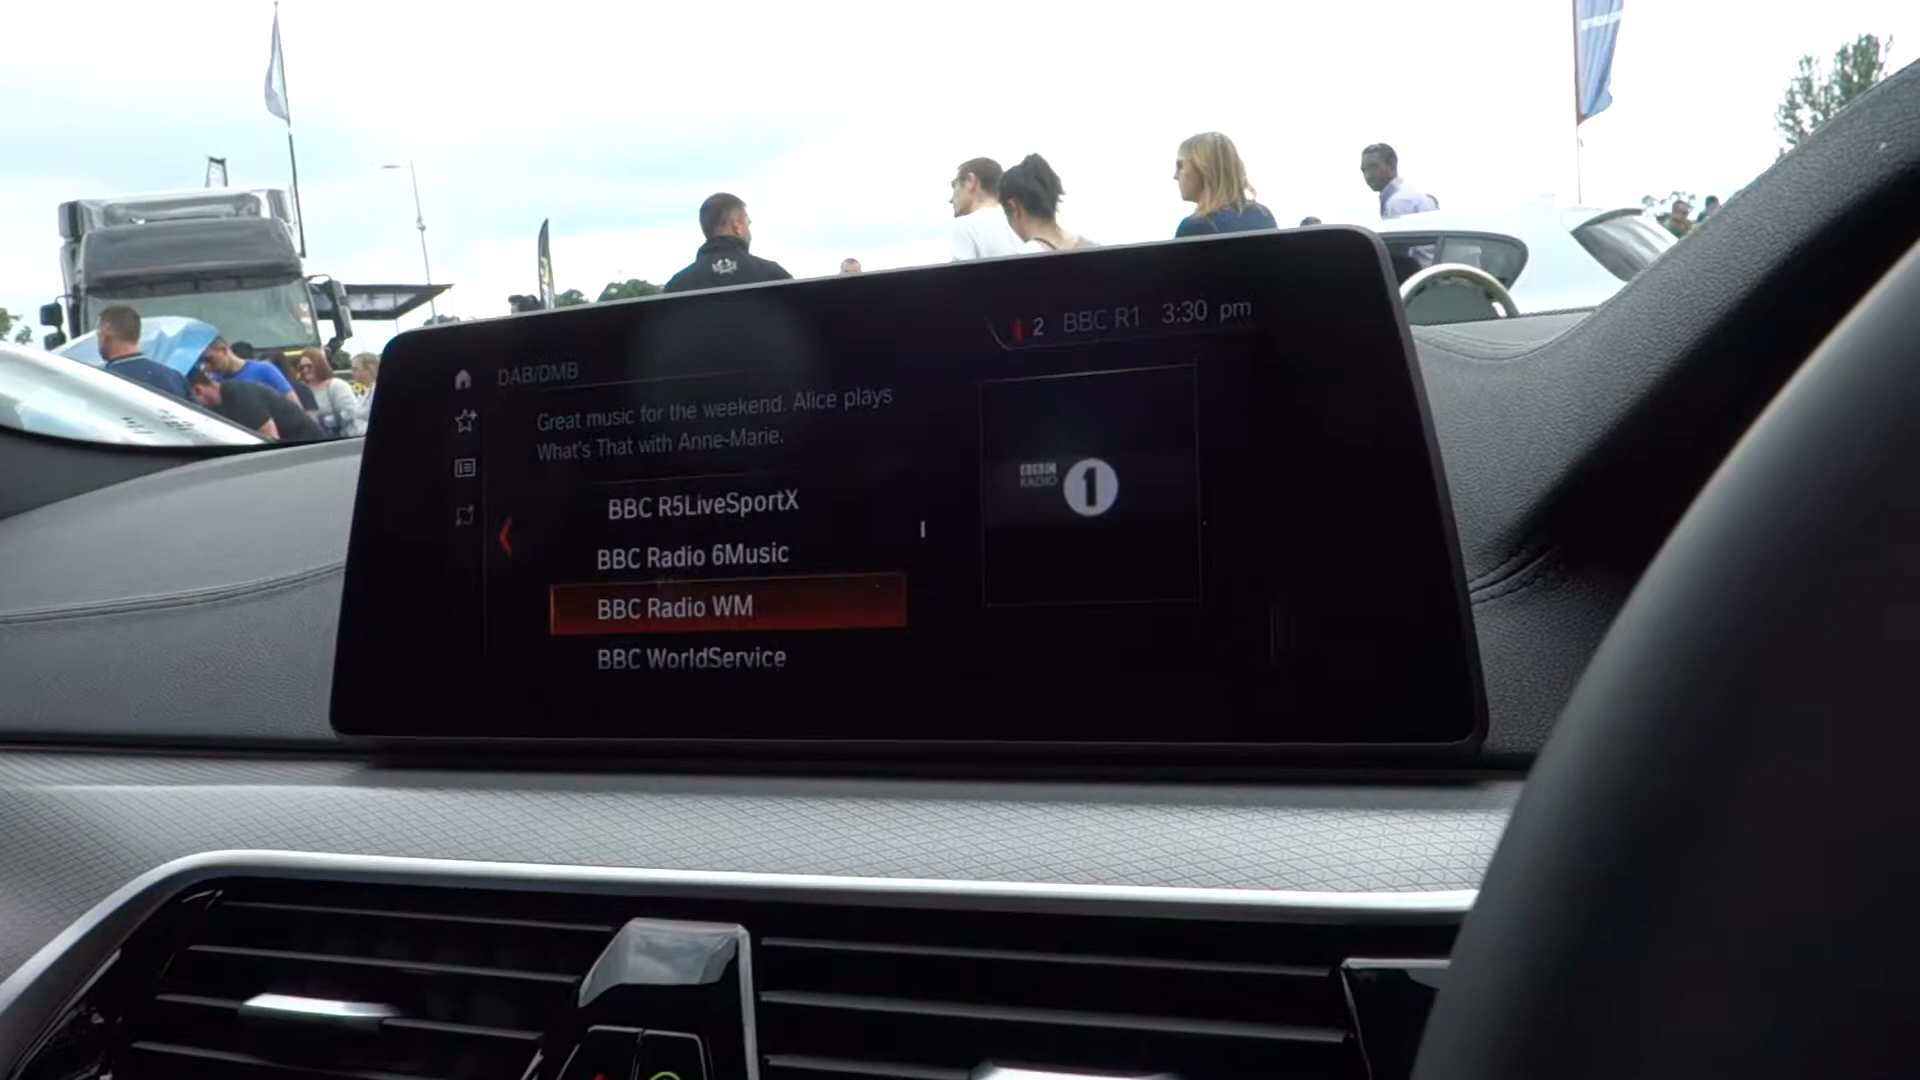 2 BBC R1 3:30 pm
DAB/DMB
Great music for the weekend. Alice plays
What's That with Anne-Marie.
BBC R5LiveSportX
BBC Radio 6Music
BBC Radio WM
BBC WorldService
BBC
RADIO
1